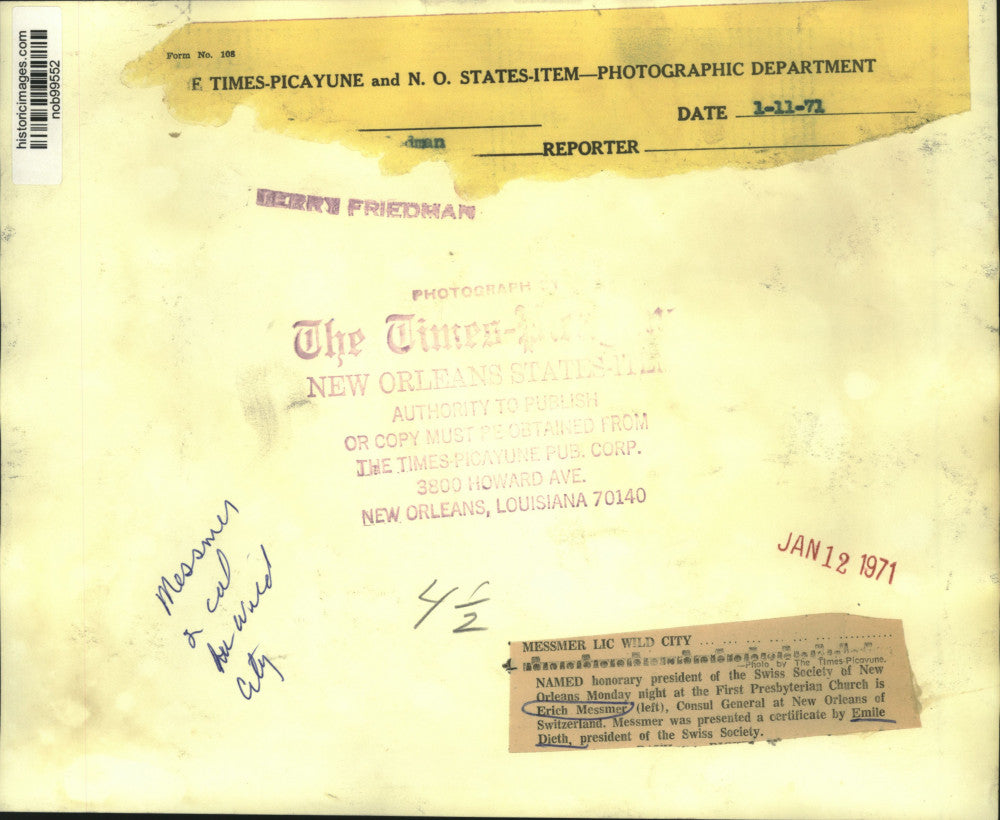 historicimages.com
nob99552
Form No. 108
E TIMES-PICAYUNE and N. O. STATES-ITEM—PHOTOGRAPHIC DEPARTMENT
DATE 1-11-71
dman
REPORTER
TERRY FRIEDMAN
PHOTOGRAPH BY
The Times-
NEW ORLEANS STATES-ITEM
AUTHORITY TO PUBLISH
OR COPY MUST BE OBTAINED FROM
THE TIMES-PICAYUNE PUB. CORP.
3800 HOWARD AVE.
NEW ORLEANS, LOUISIANA 70140
JAN 12 1971
Messmer
2 col
wild
City
4 1/2
MESSMER LIC WILD CITY
—Photo by The Times-Picayune.
NAMED honorary president of the Swiss Society of New
Orleans Monday night at the First Presbyterian Church is
Erich Messmer (left), Consul General at New Orleans of
Switzerland. Messmer was presented a certificate by Emile
Dieth, president of the Swiss Society.